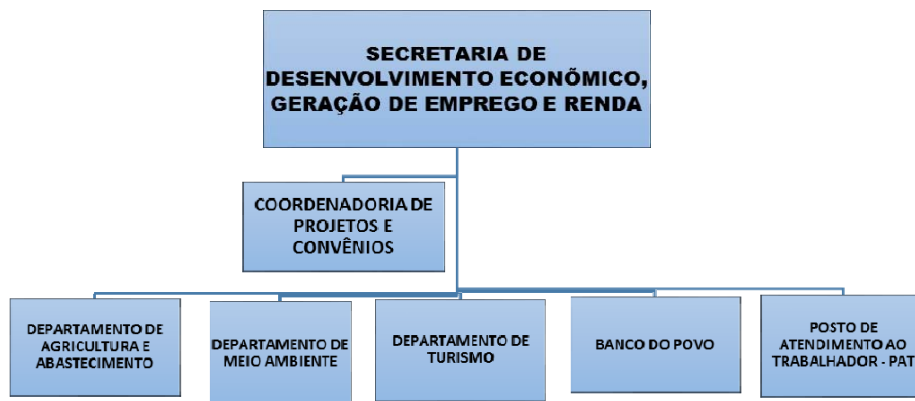 SECRETARIA DE
DESENVOLVIMENTO ECONÔMICO,
GERAÇÃO DE EMPREGO E RENDA
COORDENADORIA DE
PROJETOS E
CONVÊNIOS
DEPARTAMENTO DE
AGRICULTURA E
ABASTECIMENTO
DEPARTAMENTO DE
MEIO AMBIENTE
DEPARTAMENTO DE
TURISMO
BANCO DO POVO
POSTO DE
ATENDIMENTO AO
TRABALHADOR - PAT